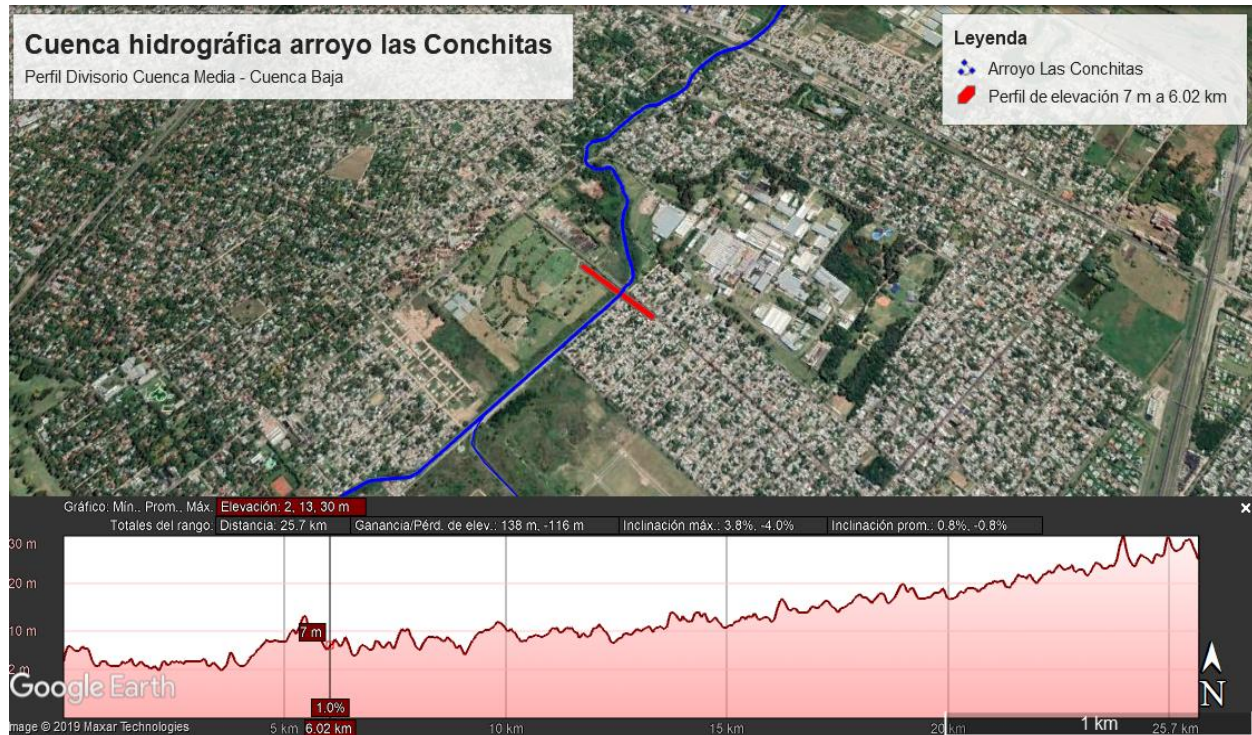 Cuenca hidrográfica arroyo las Conchitas
Perfil Divisorio Cuenca Media - Cuenca Baja
Leyenda
Arroyo Las Conchitas
Perfil de elevación 7 m a 6.02 km
Gráfico: Mín., Prom., Máx. Elevación: 2, 13, 30 m
Totales del rango: Distancia: 25.7 km Ganancia/Pérd. de elev.: 138 m, -116 m Inclinación máx.: 3.8%, -4.0% Inclinación prom.: 0.8%, -0.8%
30 m
20 m
10 m
7 m
2 m
Google Earth
N
1.0%
Image © 2019 Maxar Technologies
5 km 6.02 km 10 km 15 km 20 km 1 km 25.7 km